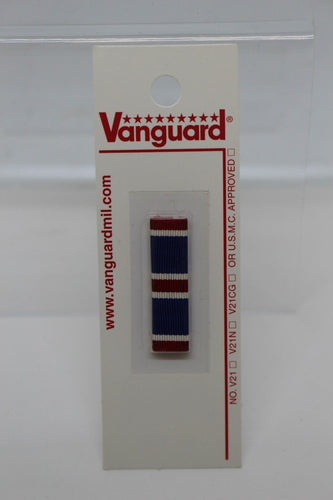 Vanguard®
www.vanguardmil.com
NO. V21 □ V21N □ V21CG □ OR U.S.M.C. APPROVED □